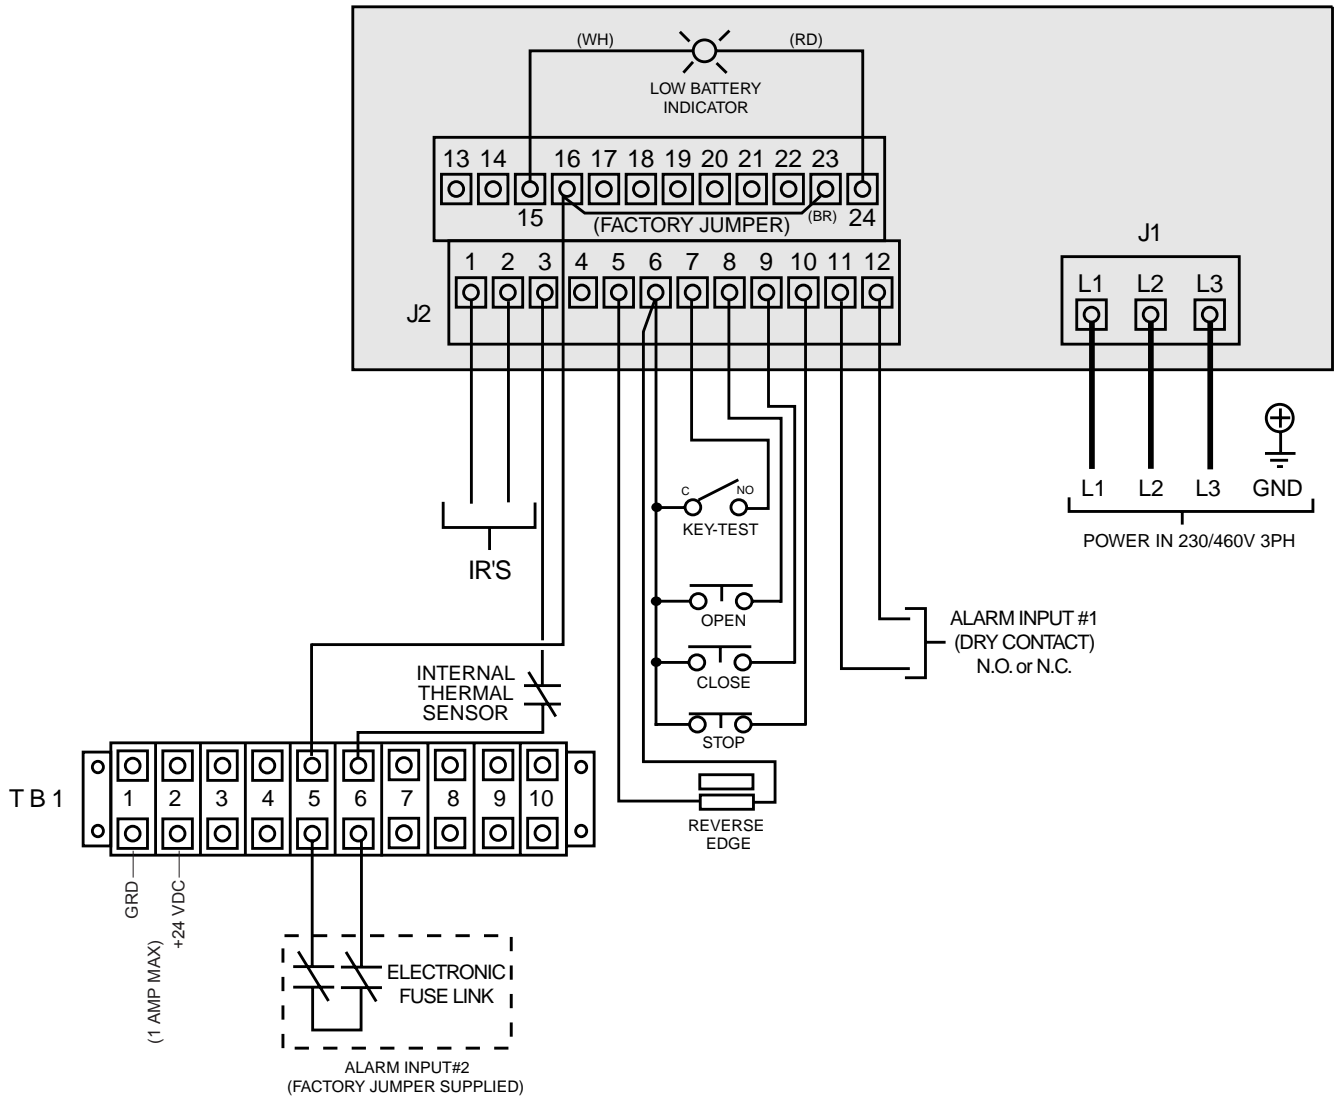 (WH)
(RD)
LOW BATTERY
INDICATOR
13 14 16 17 18 19 20 21 22 23
15 (FACTORY JUMPER) (BR) 24
1 2 3 4 5 6 7 8 9 10 11 12
J2
J1
L1 L2 L3
L1 L2 L3 GND
POWER IN 230/460V 3PH
C NO
KEY-TEST
IR'S
OPEN
CLOSE
STOP
REVERSE
EDGE
ALARM INPUT #1
(DRY CONTACT)
N.O. or N.C.
INTERNAL
THERMAL
SENSOR
TB1
1 2 3 4 5 6 7 8 9 10
GRD
+24 VDC
(1 AMP MAX)
ELECTRONIC
FUSE LINK
ALARM INPUT#2
(FACTORY JUMPER SUPPLIED)